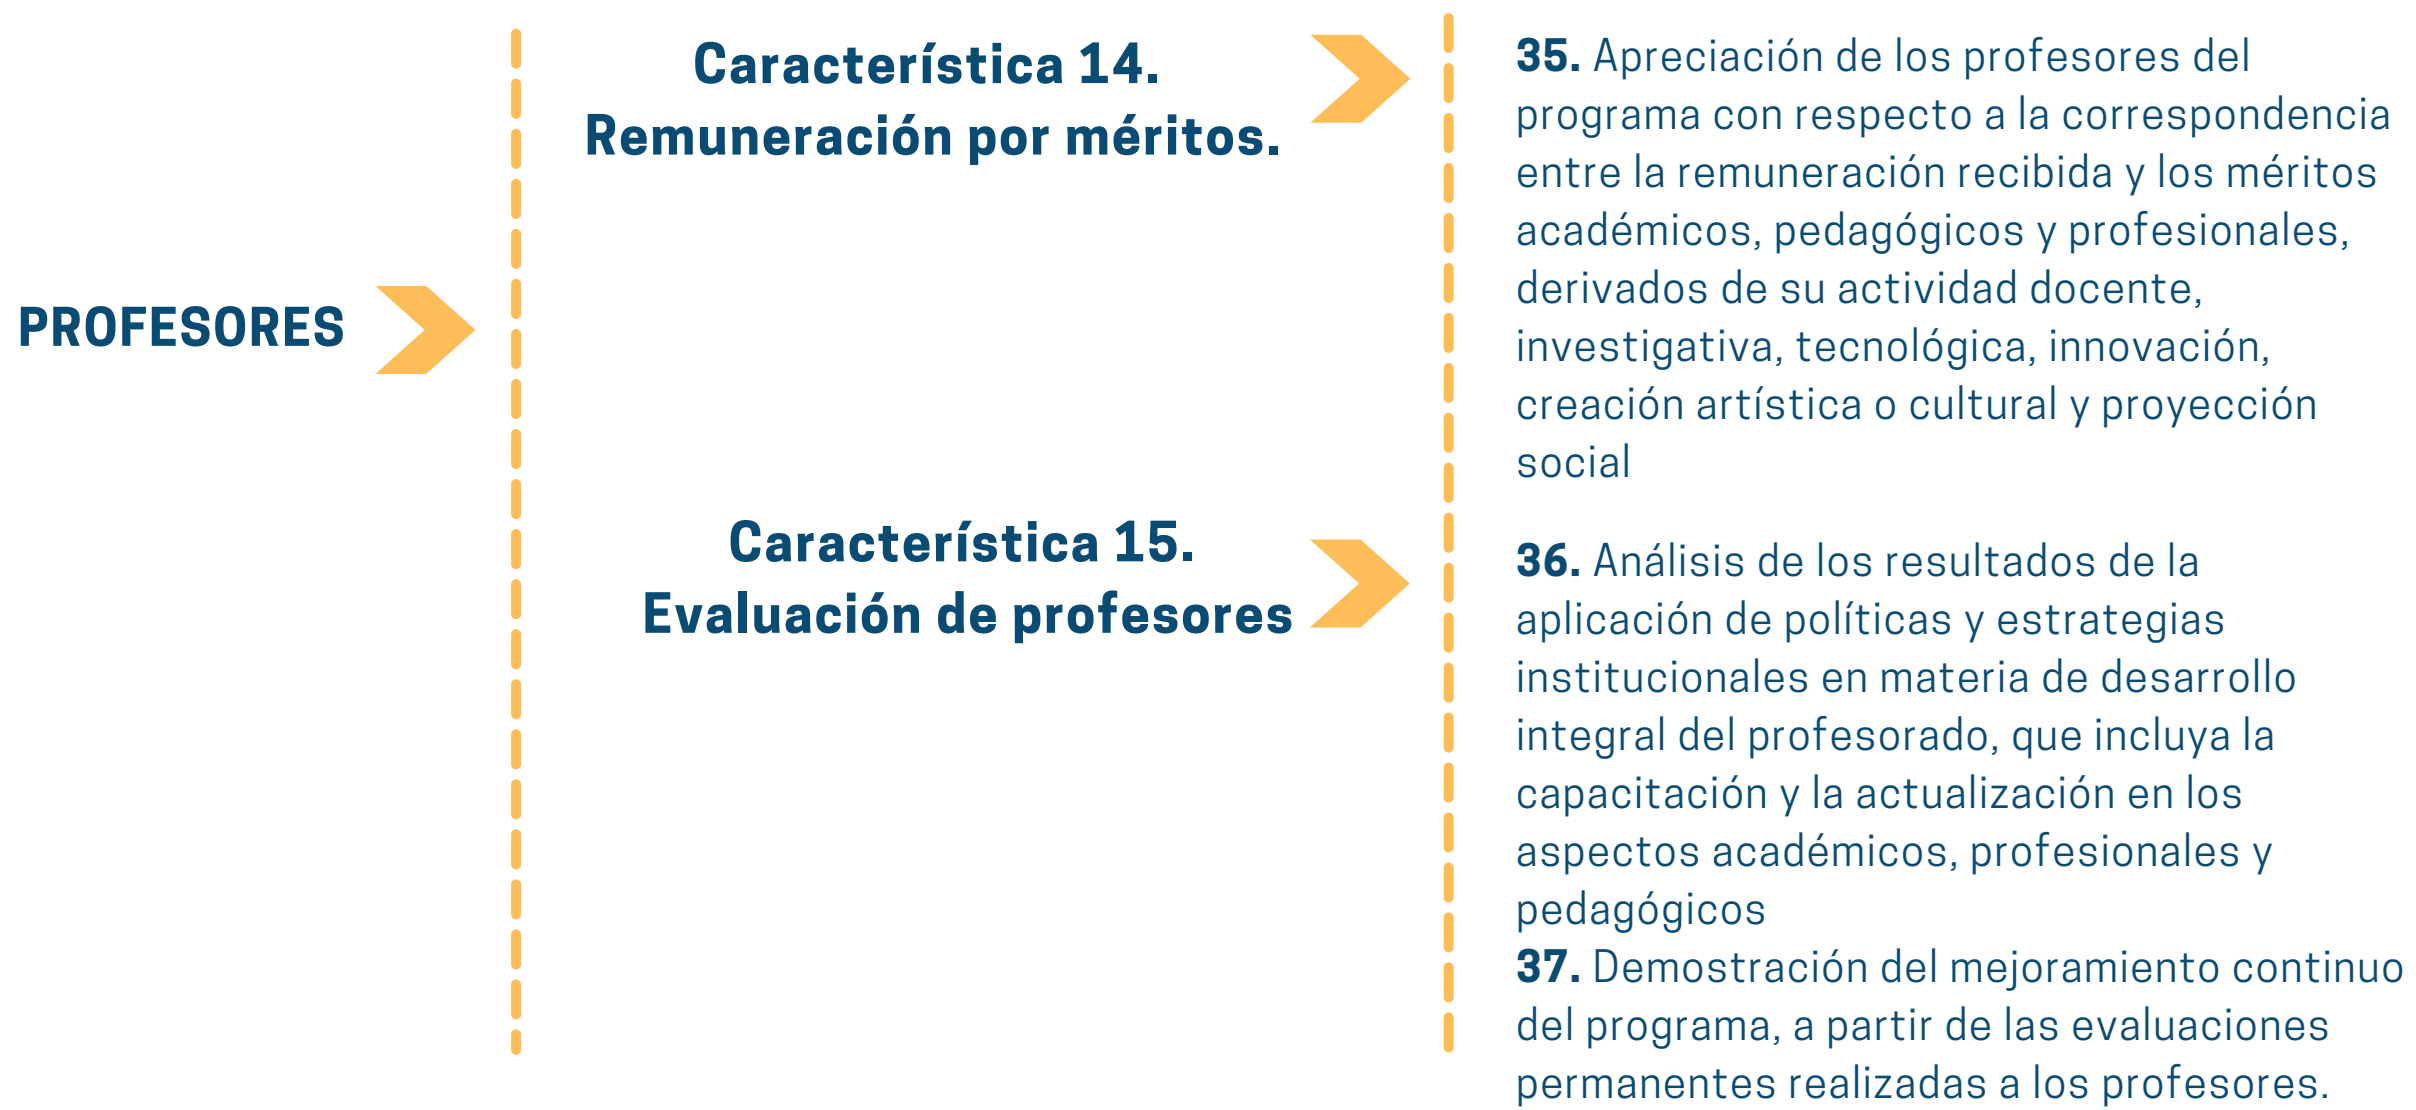 PROFESORES
Característica 14.
Remuneración por méritos.
35. Apreciación de los profesores del
programa con respecto a la correspondencia
entre la remuneración recibida y los méritos
académicos, pedagógicos y profesionales,
derivados de su actividad docente,
investigativa, tecnológica, innovación,
creación artística o cultural y proyección
social
Característica 15.
Evaluación de profesores
36. Análisis de los resultados de la
aplicación de políticas y estrategias
institucionales en materia de desarrollo
integral del profesorado, que incluya la
capacitación y la actualización en los
aspectos académicos, profesionales y
pedagógicos
37. Demostración del mejoramiento continuo
del programa, a partir de las evaluaciones
permanentes realizadas a los profesores.